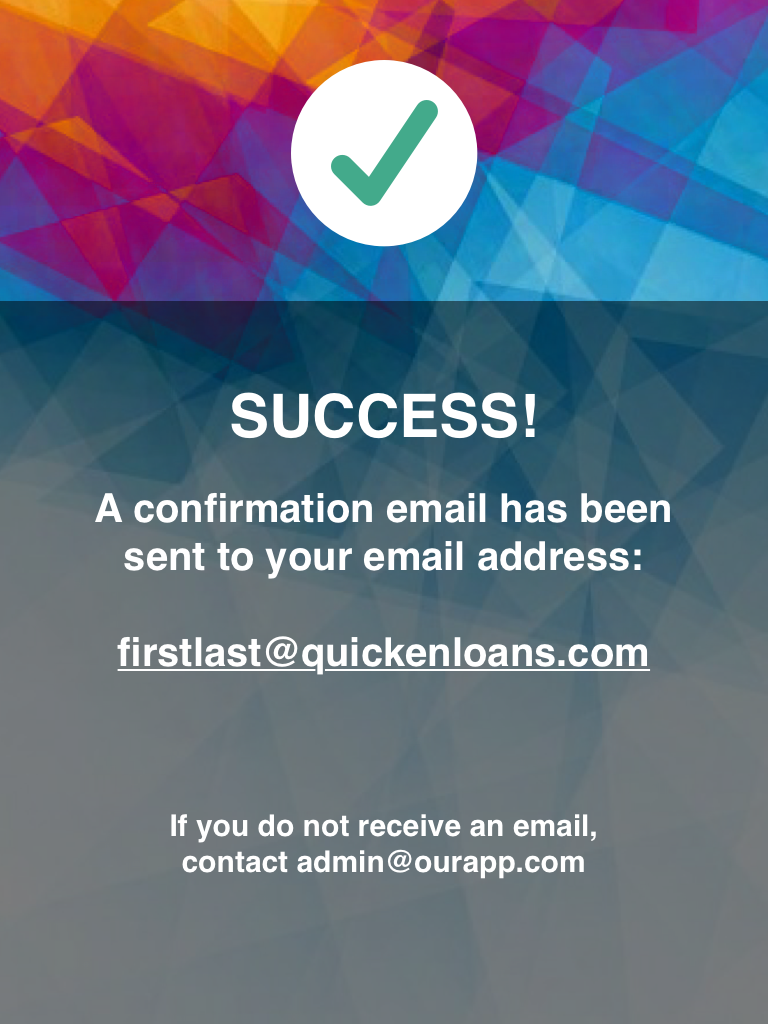 SUCCESS!
A confirmation email has been
sent to your email address:
firstlast@quickenloans.com
If you do not receive an email,
contact admin@ourapp.com